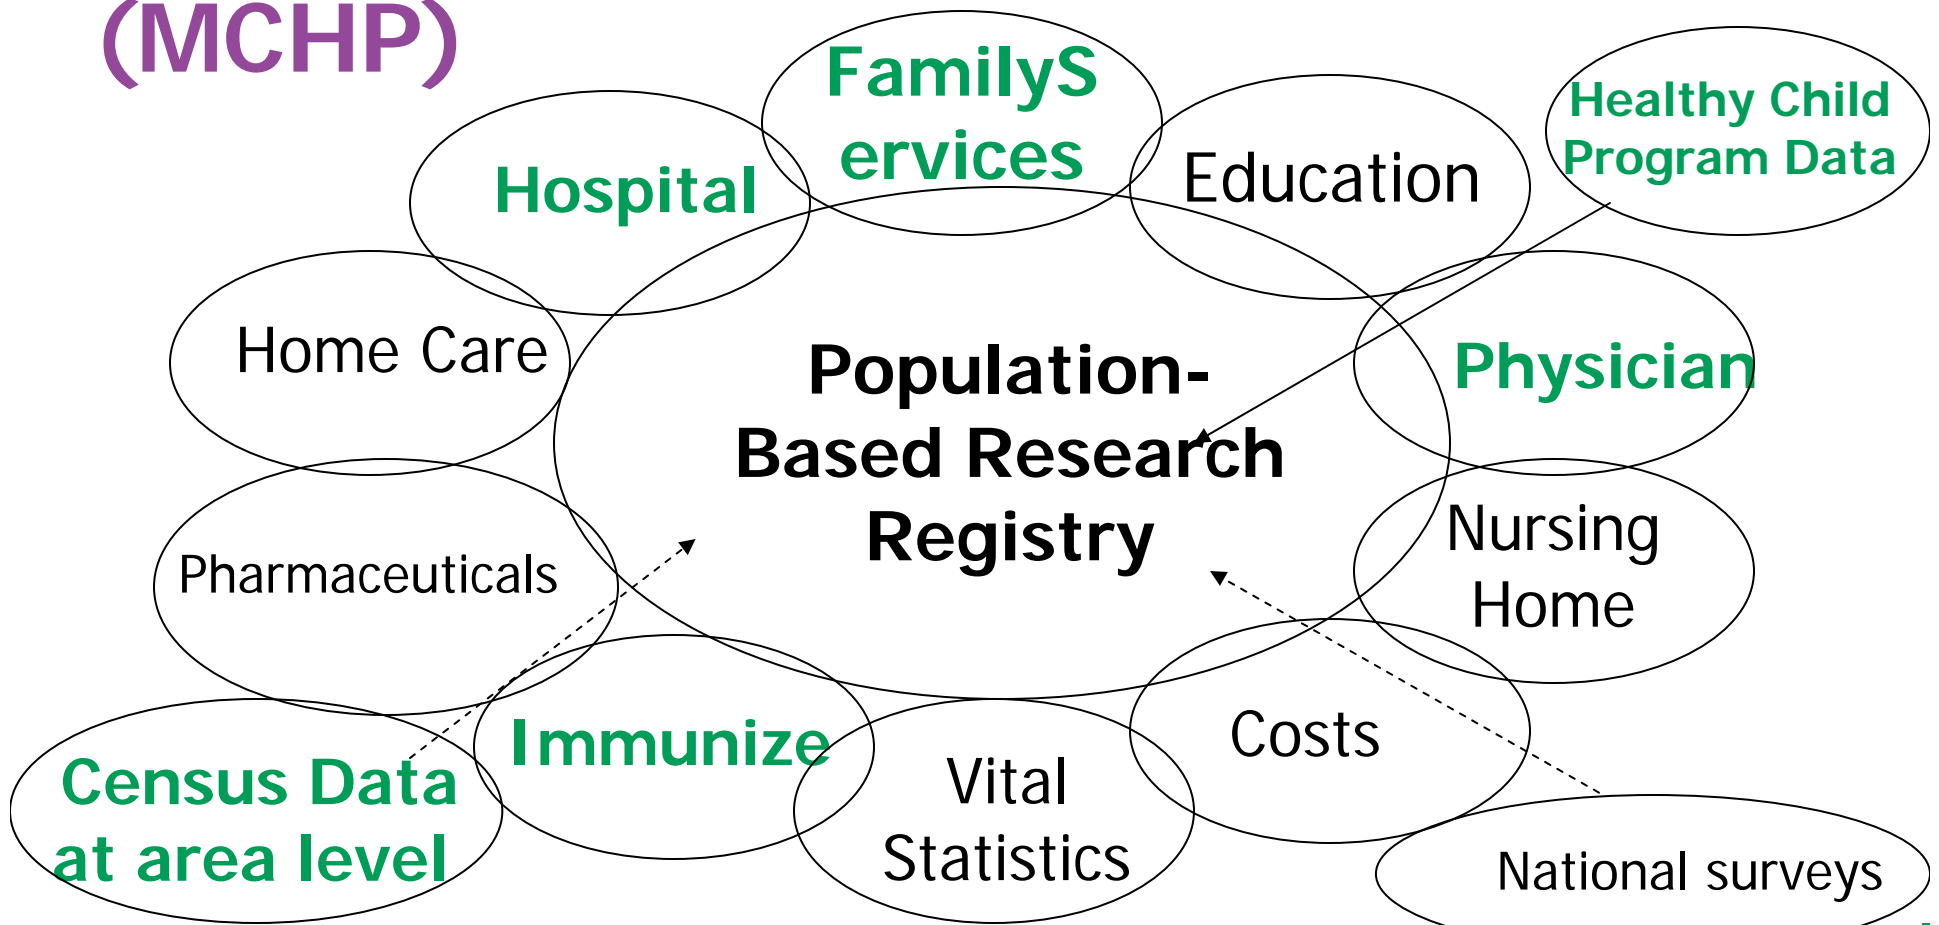 (MCHP)
FamilyS
ervices
Healthy Child
Program Data
Hospital
Education
Home Care
Physician
Population-
Based Research
Registry
Nursing
Home
Pharmaceuticals
Immunize
Costs
Census Data
at area level
Vital
Statistics
National surveys